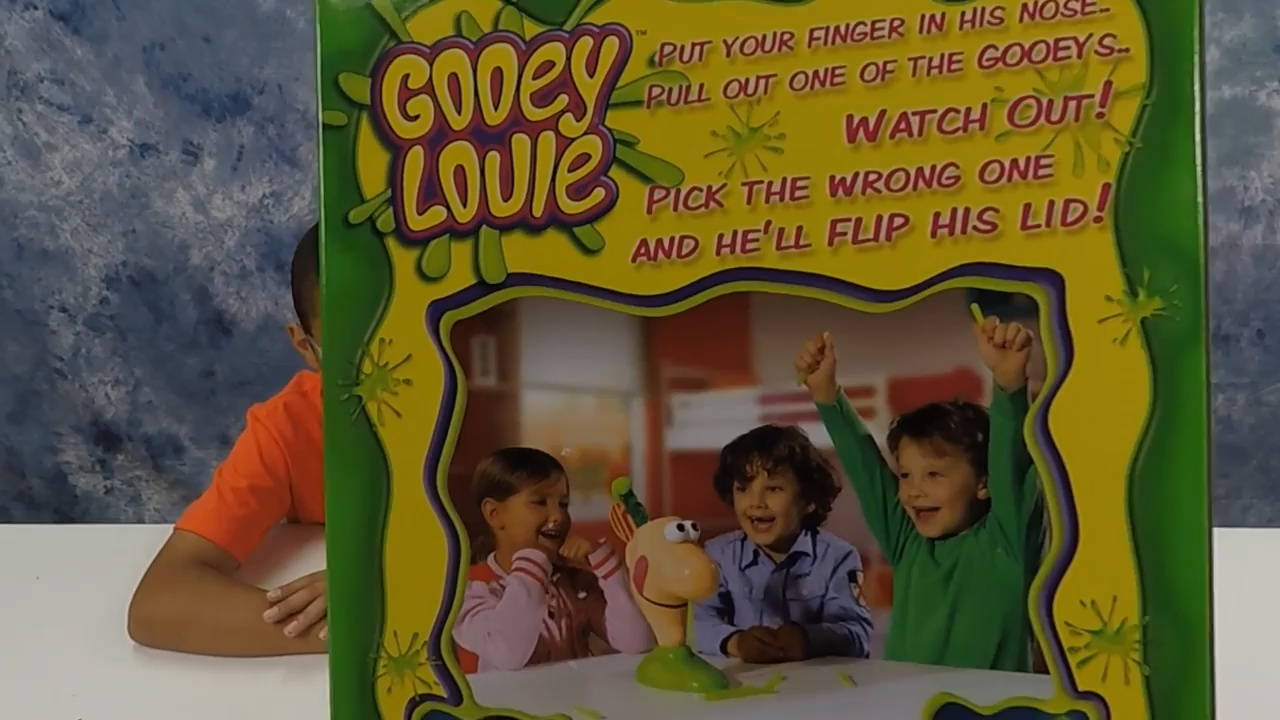 GOOEY
LOUIE™
PUT YOUR FINGER IN HIS NOSE..
PULL OUT ONE OF THE GOOEYS..
WATCH OUT!
PICK THE WRONG ONE
AND HE'LL FLIP HIS LID!